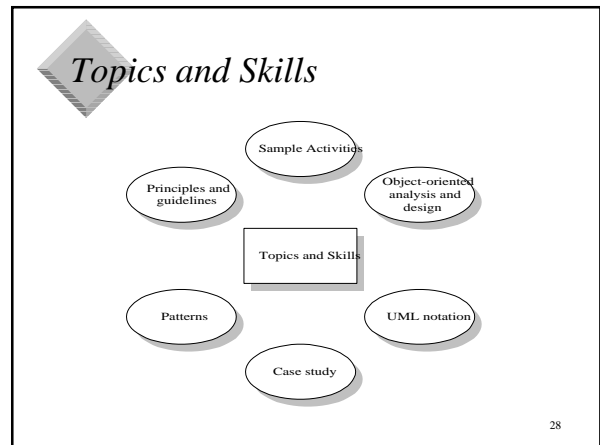 Topics and Skills
Sample Activities
Principles and
guidelines
Object-oriented
analysis and
design
Topics and Skills
Patterns
UML notation
Case study
28